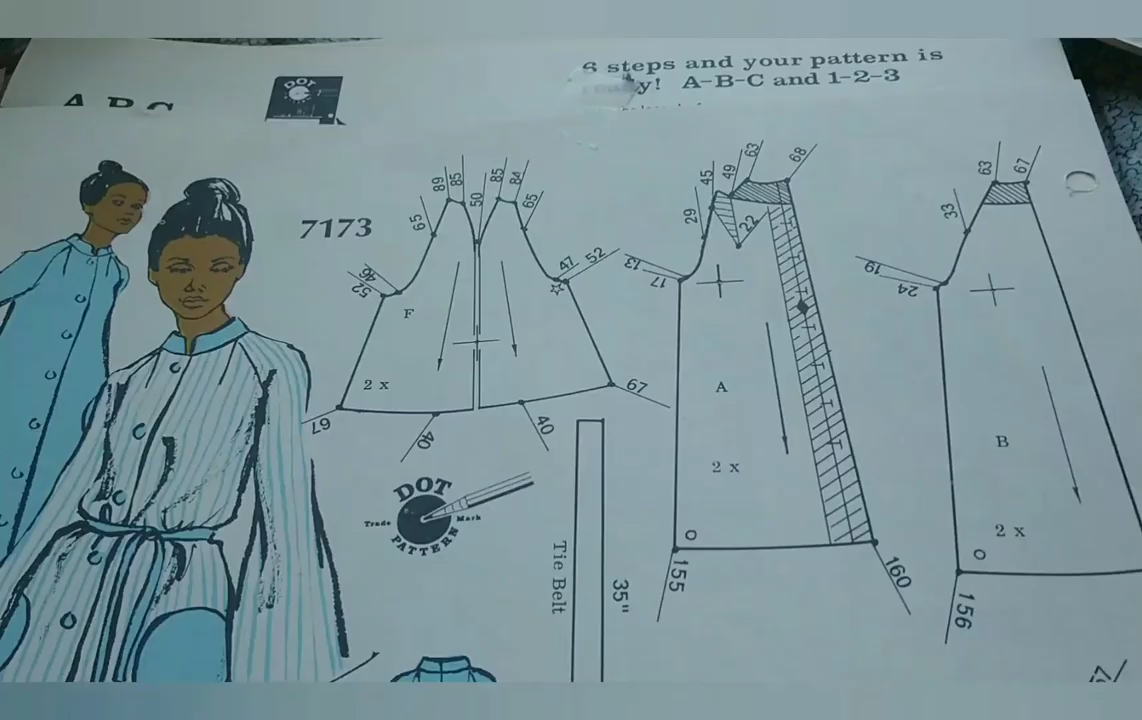 6 steps and your pattern is
y! A-B-C and 1-2-3
A B C
DOT
7173
89
85
50
85
84
65
65
46
52
47
52
F
2 x
67
67
40
40
DOT
Trade Mark
PATTERN
Tie Belt
35"
45
49
63
68
29
22
13
17
A
2 x
O
155
160
63
67
33
19
24
B
2 x
O
156